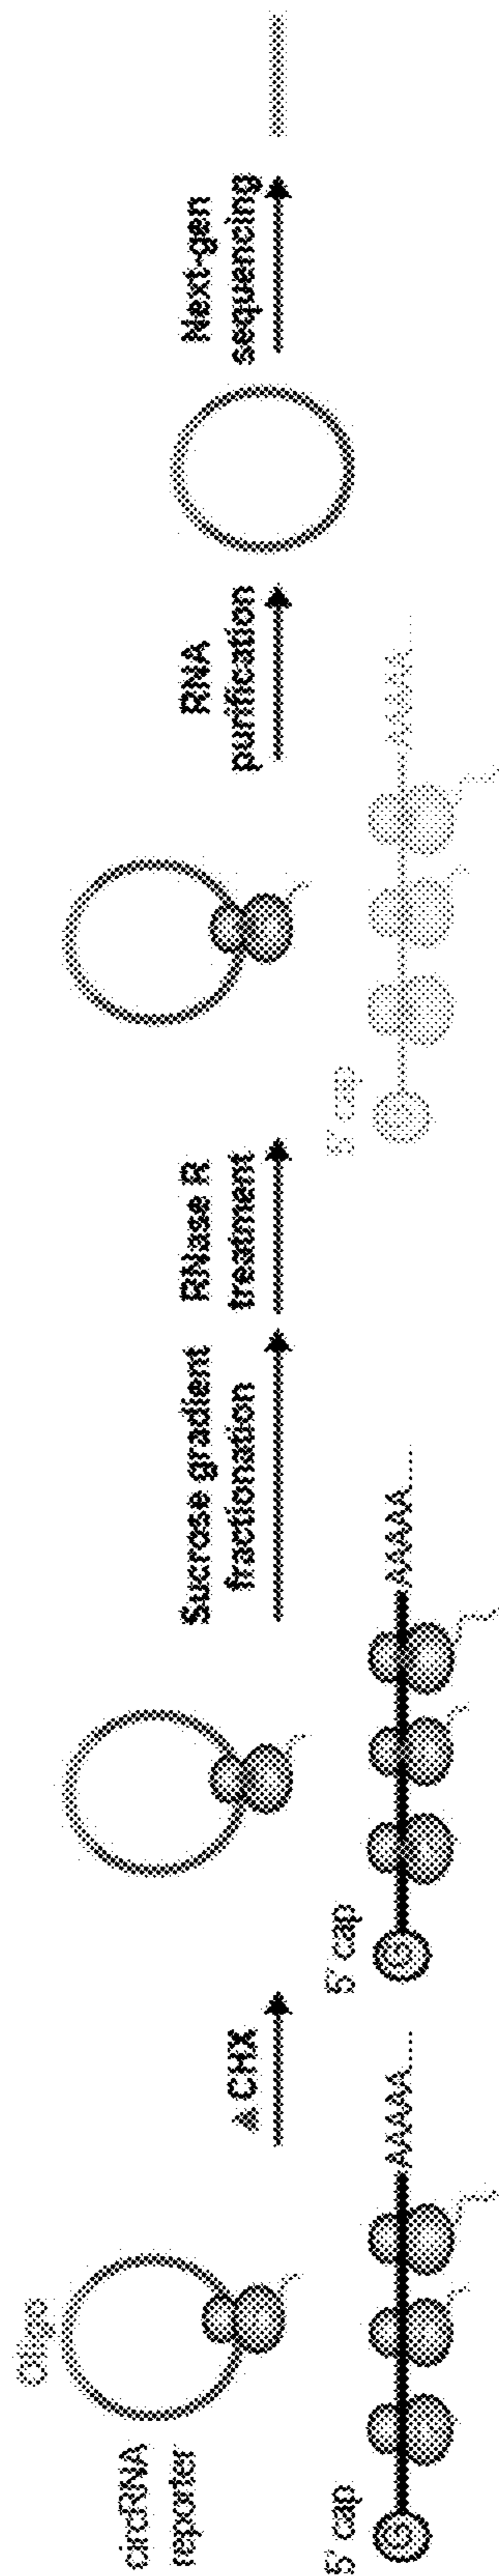 Oligo
circRNA
reporter
5' cap
AAAAA....
▲CHX
5' cap
AAAAA....
Sucrose gradient
fractionation
RNase R
treatment
5' cap
AAAAA....
RNA
purification
Next-gen
sequencing